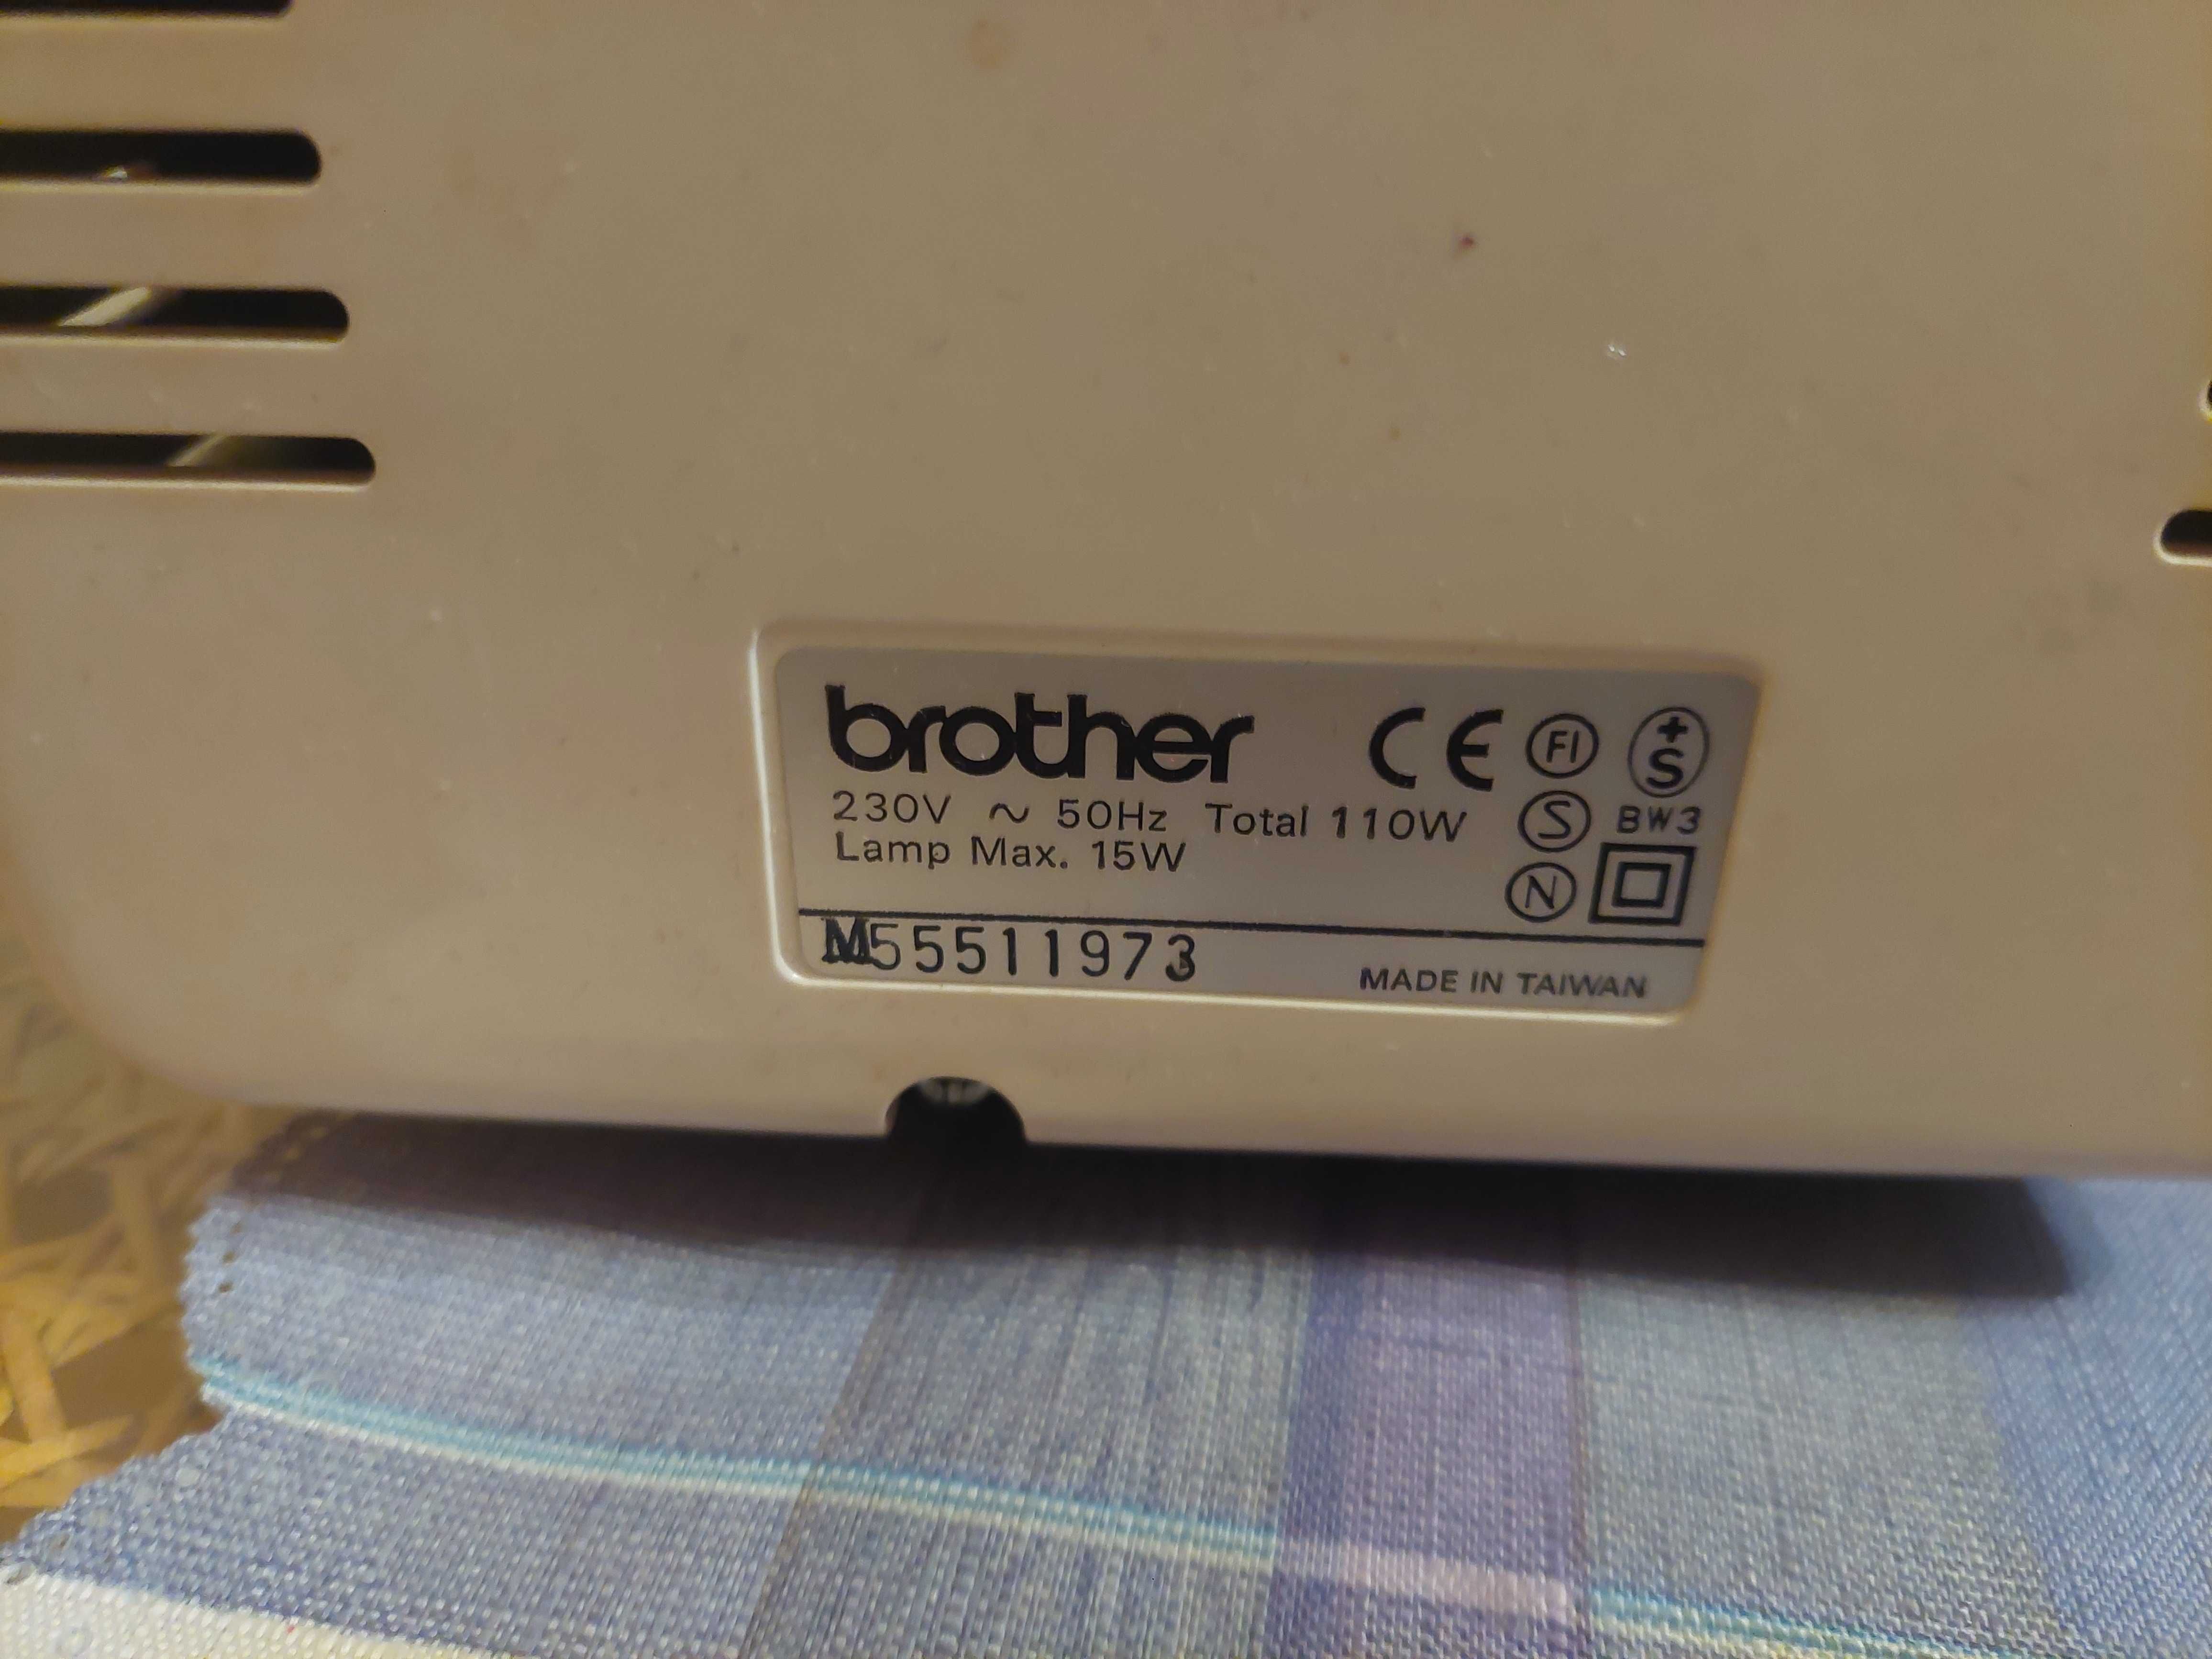 brother CE FI +S
230V ~ 50Hz Total 110W S BW3
Lamp Max. 15W N
M55511973
MADE IN TAIWAN